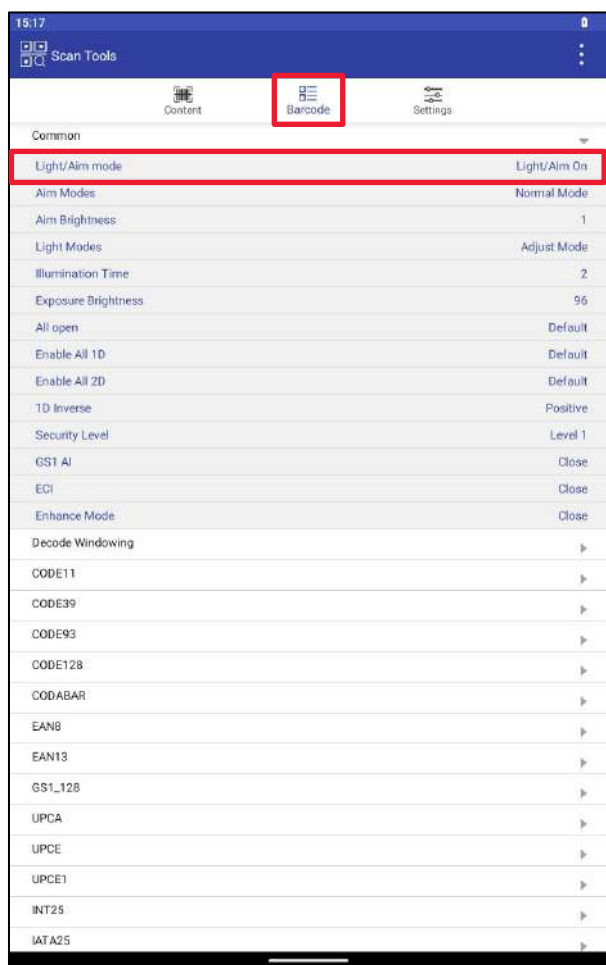 15:17
Scan Tools
Content Barcode Settings
Common
Light/Aim mode Light/Aim On
Aim Modes Normal Mode
Aim Brightness 1
Light Modes Adjust Mode
Illumination Time 2
Exposure Brightness 96
All open Default
Enable All 1D Default
Enable All 2D Default
1D Inverse Positive
Security Level Level 1
GS1 AI Close
ECI Close
Enhance Mode Close
Decode Windowing
CODE11
CODE39
CODE93
CODE128
CODABAR
EAN8
EAN13
GS1_128
UPCA
UPCE
UPCE1
INT25
IATA25